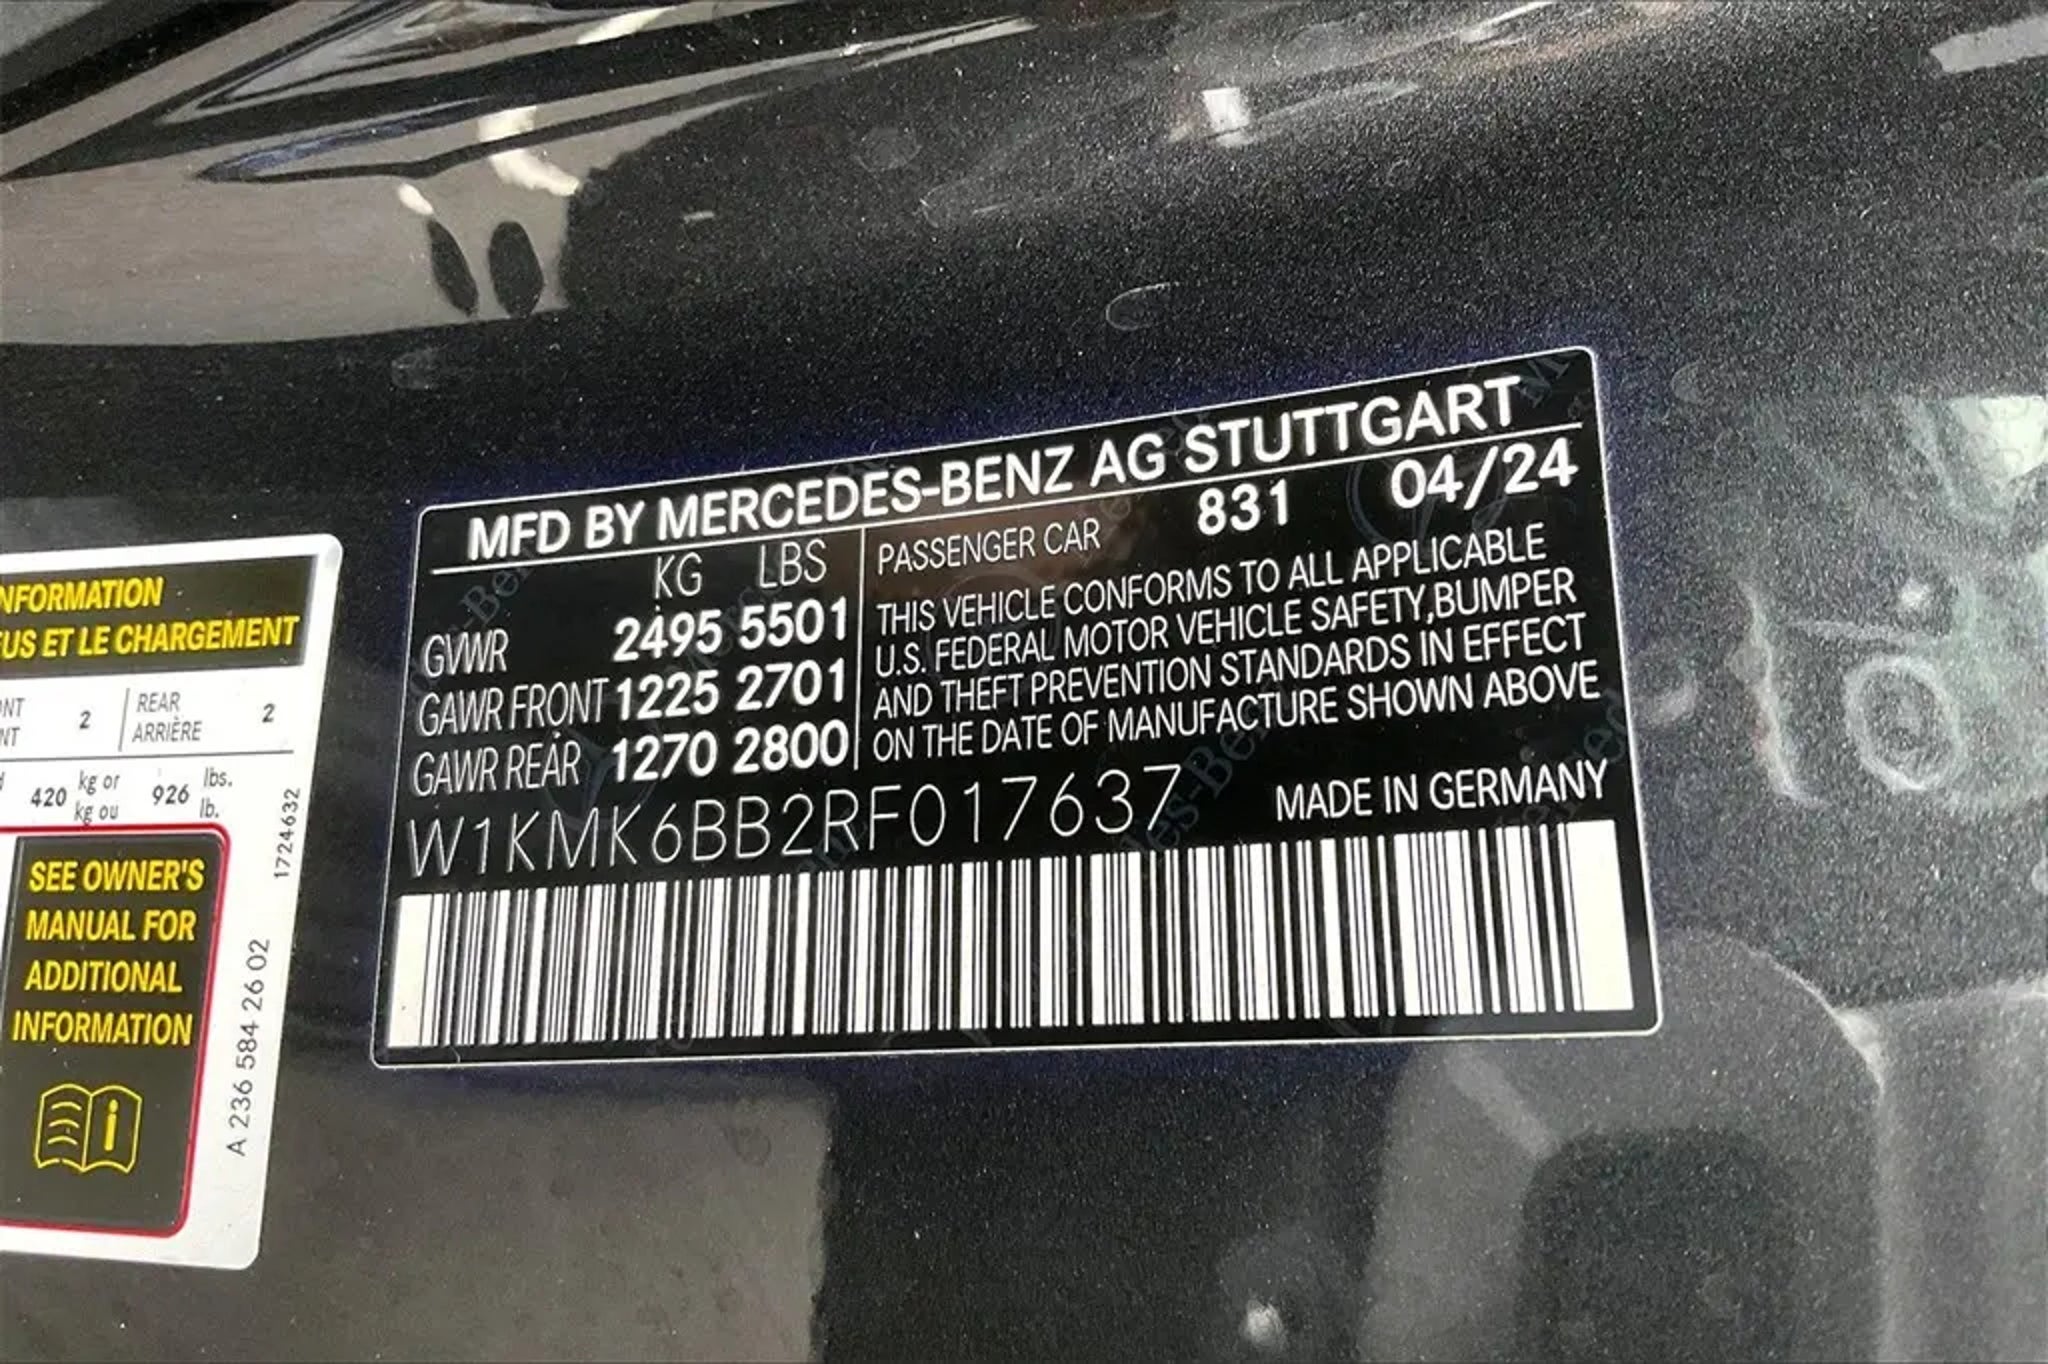 MFD BY MERCEDES-BENZ AG STUTTGART
KG LBS
GVWR 2495 5501
GAWR FRONT 1225 2701
GAWR REAR 1270 2800
PASSENGER CAR 831 04/24
THIS VEHICLE CONFORMS TO ALL APPLICABLE
U.S. FEDERAL MOTOR VEHICLE SAFETY,BUMPER
AND THEFT PREVENTION STANDARDS IN EFFECT
ON THE DATE OF MANUFACTURE SHOWN ABOVE
W1KMK6BB2RF017637 MADE IN GERMANY
NFORMATION
EUS ET LE CHARGEMENT
NT 2 REAR 2
NT ARRIÈRE
420 kg or 926 lbs.
kg ou lb.
SEE OWNER'S
MANUAL FOR
ADDITIONAL
INFORMATION
1724632
A 236 584 26 02